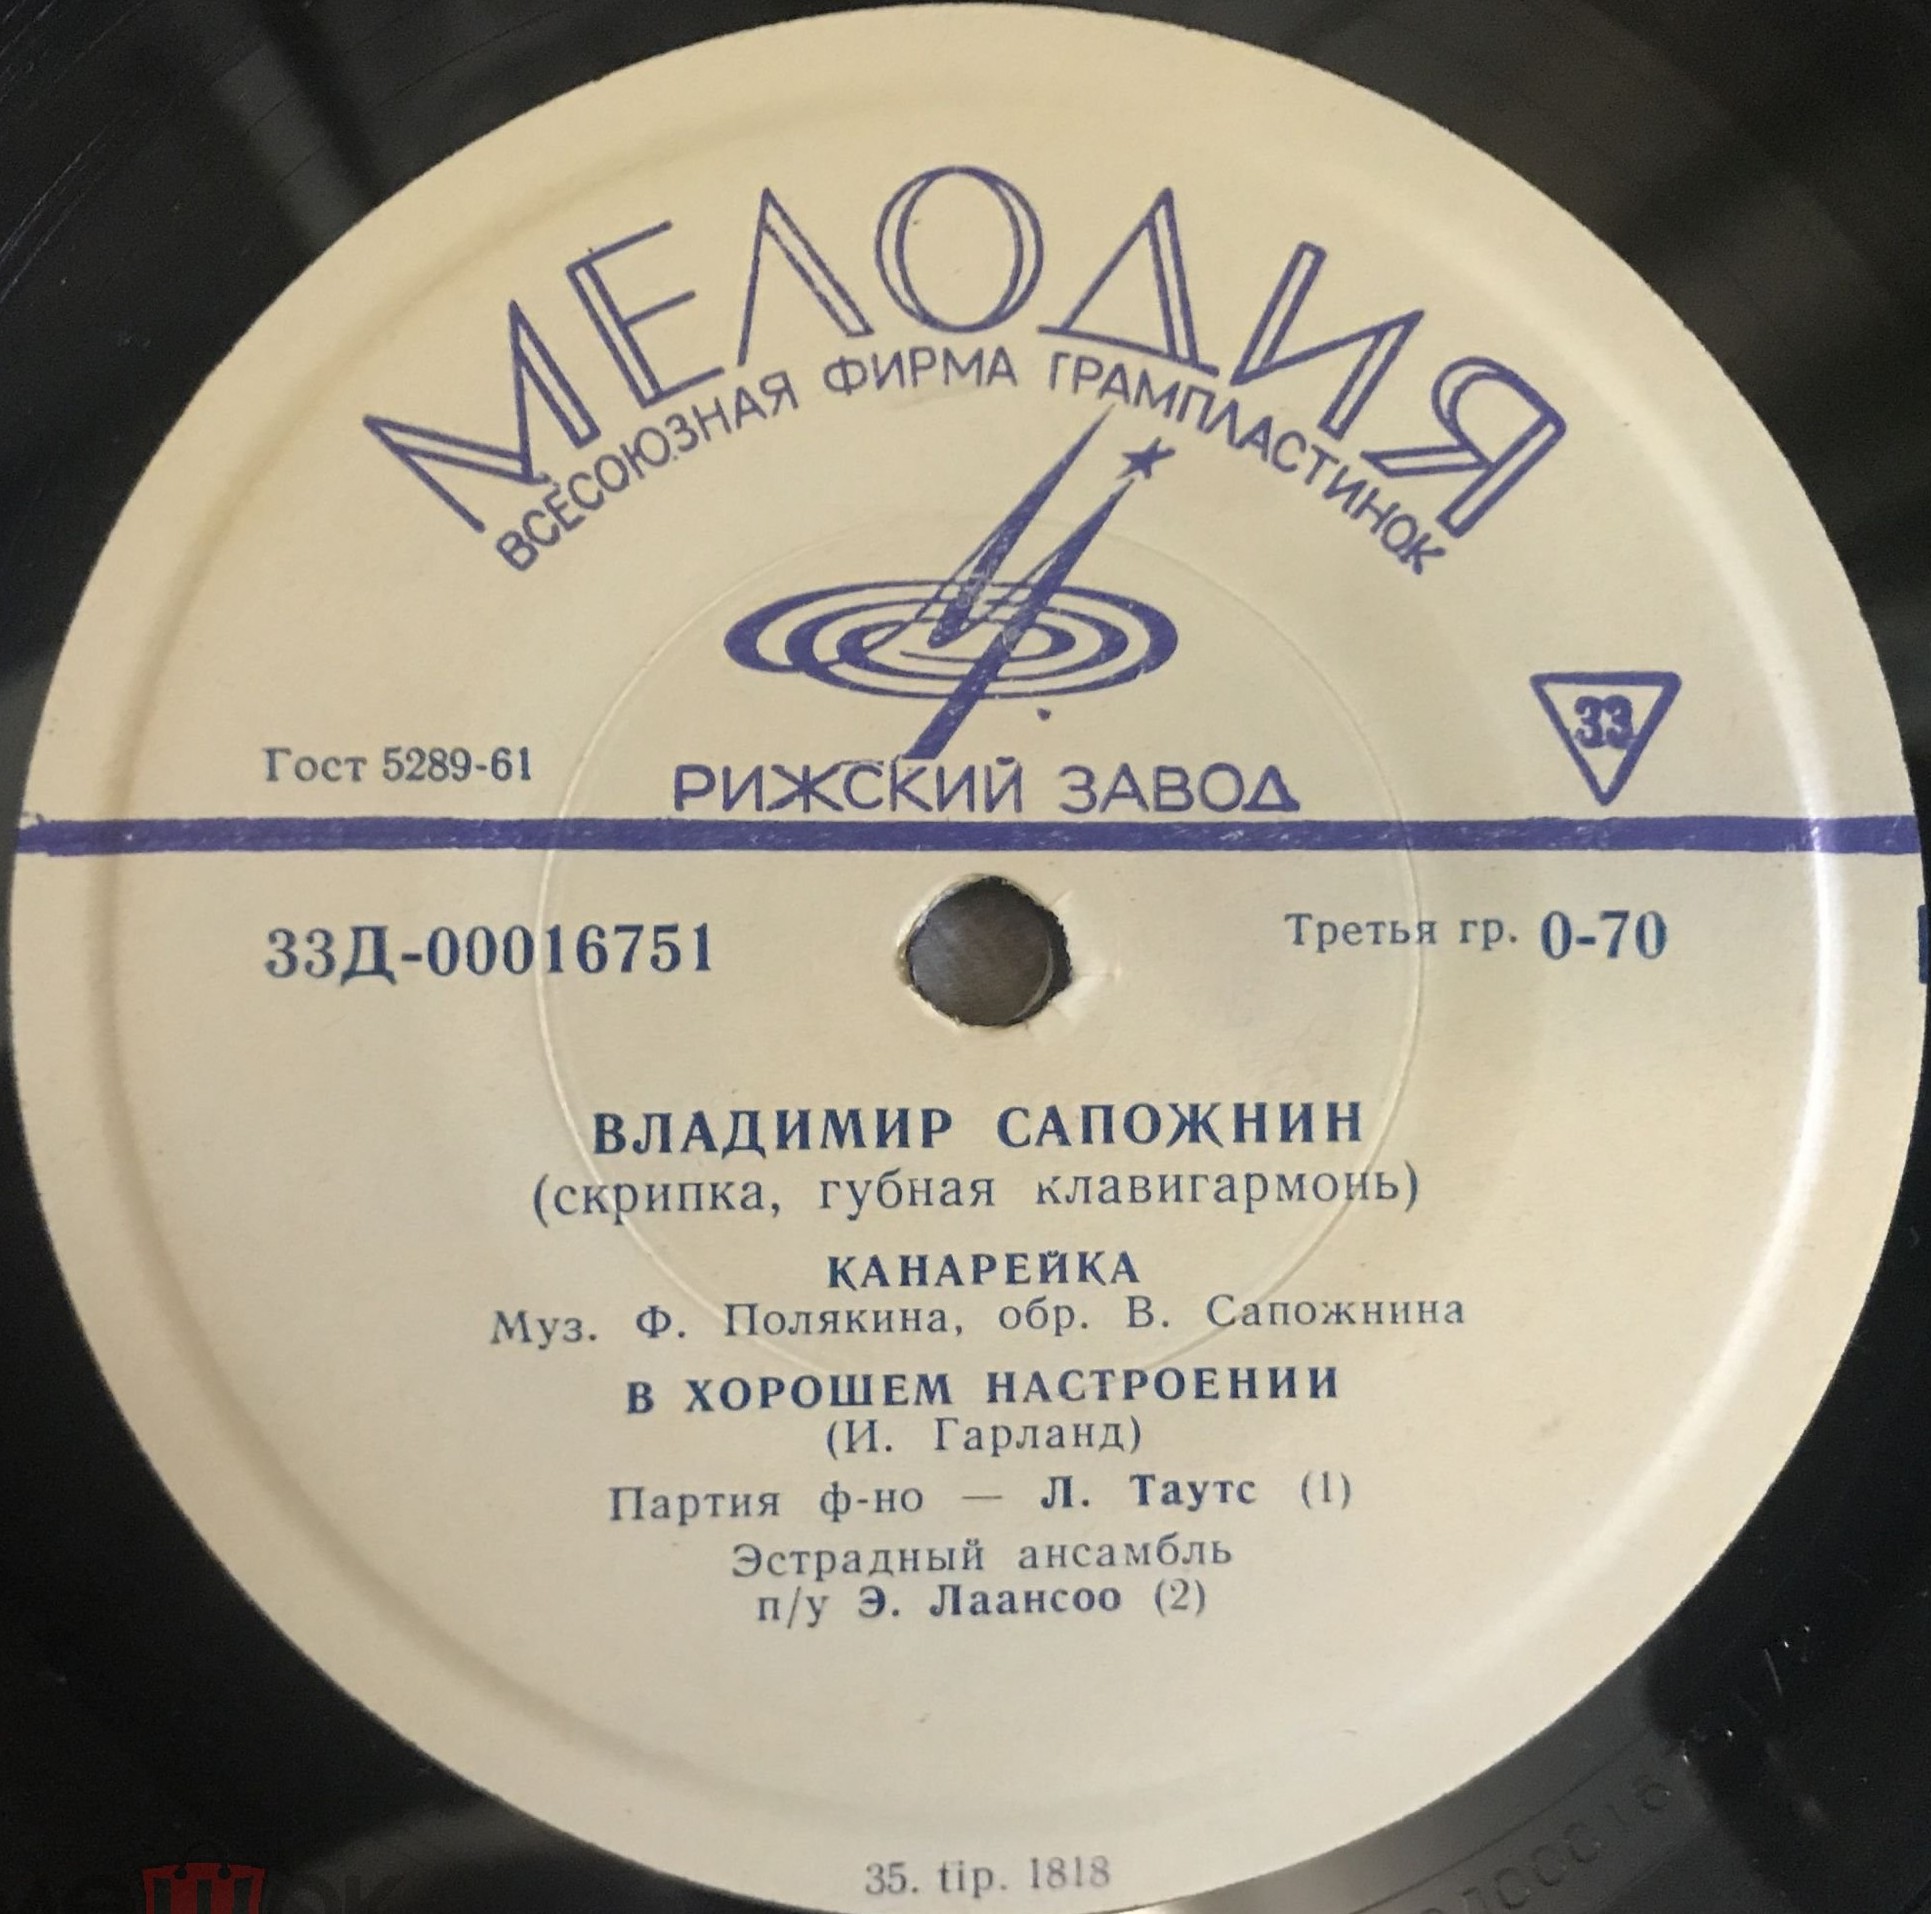 МЕЛОДИЯ
ВСЕСОЮЗНАЯ ФИРМА ГРАМПЛАСТИНОК
33
Гост 5289-61
РИЖСКИЙ ЗАВОД
33Д-00016751
Третья гр. 0-70
ВЛАДИМИР САПОЖНИН
(скрипка, губная клавигармонь)
КАНАРЕЙКА
Муз. Ф. Полякина, обр. В. Сапожнина
В ХОРОШЕМ НАСТРОЕНИИ
(И. Гарланд)
Партия ф-но — Л. Таутс (1)
Эстрадный ансамбль
п/у Э. Лаансоо (2)
35. tip. 1818